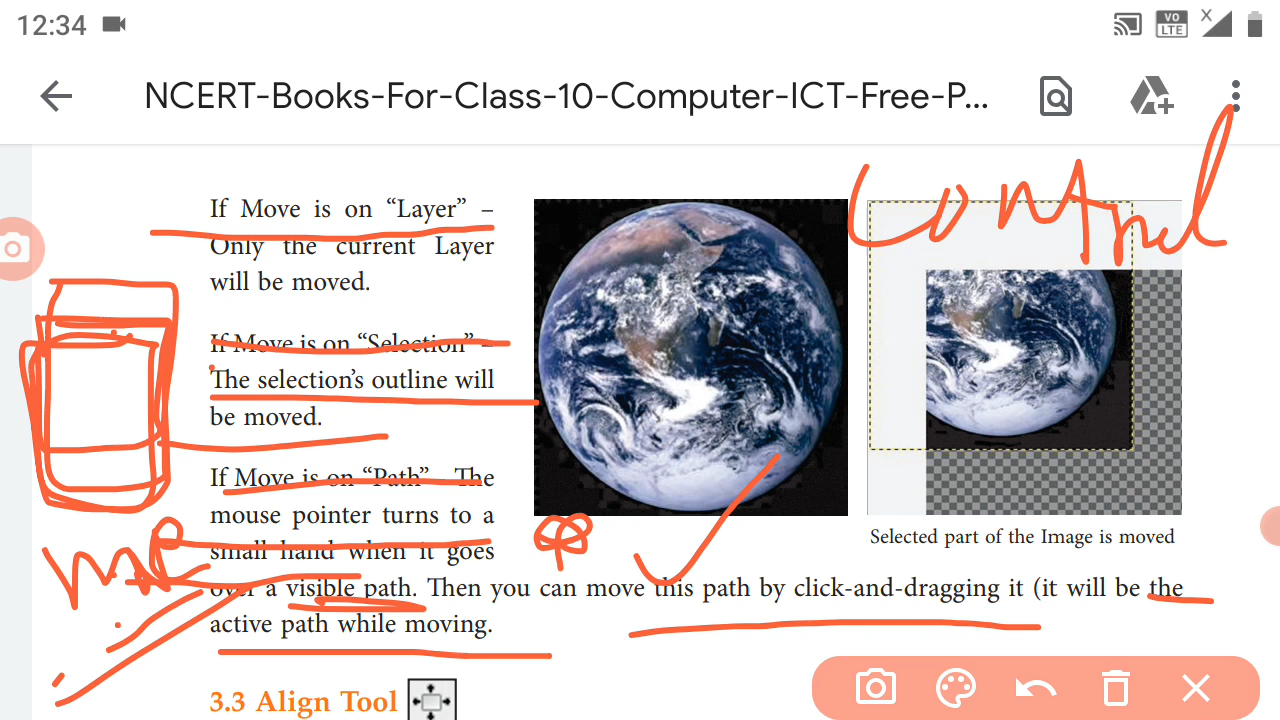 12:34
VO LTE X
NCERT-Books-For-Class-10-Computer-ICT-Free-P...
Control
If Move is on “Layer” –
Only the current Layer
will be moved.
If Move is on “Selection” –
The selection’s outline will
be moved.
If Move is on “Path” – The
mouse pointer turns to a
small hand when it goes
over a visible path. Then you can move this path by click-and-dragging it (it will be the
active path while moving.
Selected part of the Image is moved
3.3 Align Tool